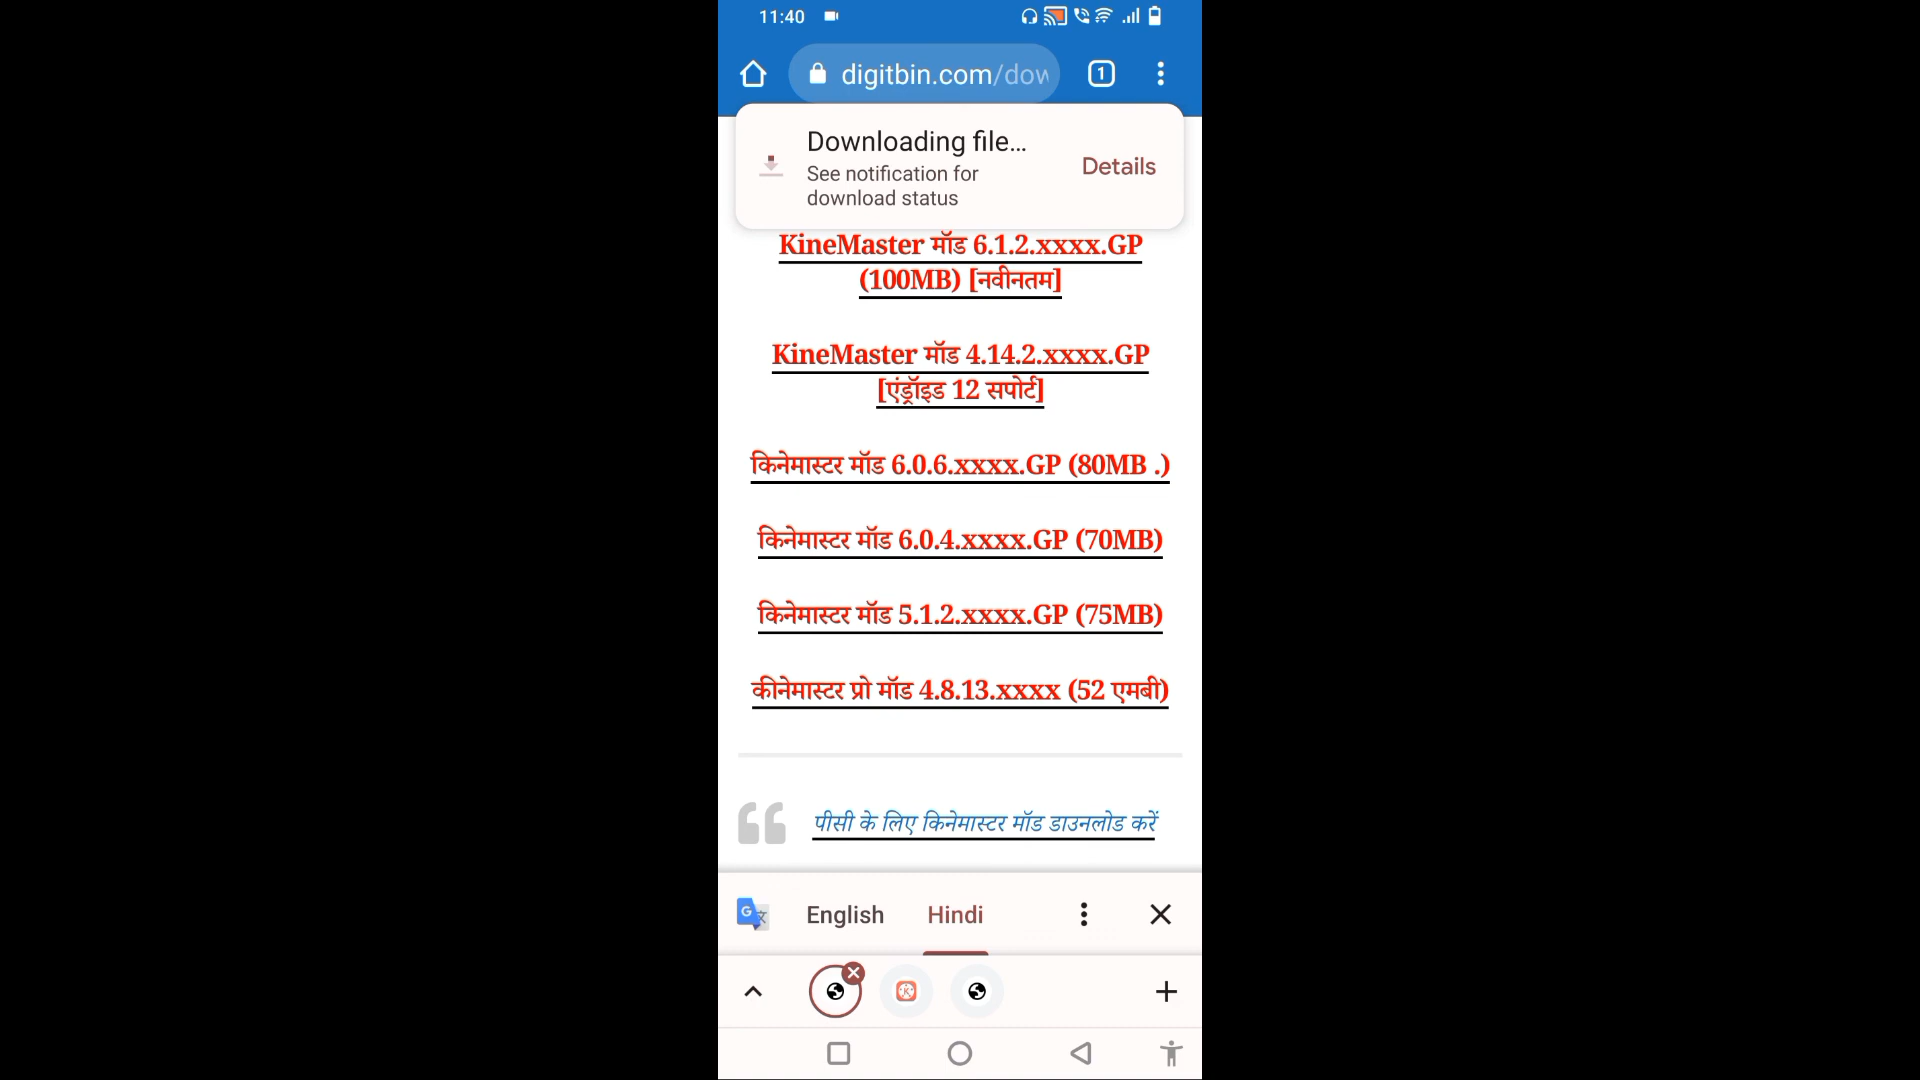 11:40
digitbin.com/dow
1
Downloading file...
See notification for
download status
Details
KineMaster मॉड 6.1.2.xxxx.GP
(100MB) [नवीनतम]
KineMaster मॉड 4.14.2.xxxx.GP
[एंड्रॉइड 12 सपोर्ट]
किनेमास्टर मॉड 6.0.6.xxxx.GP (80MB .)
किनेमास्टर मॉड 6.0.4.xxxx.GP (70MB)
किनेमास्टर मॉड 5.1.2.xxxx.GP (75MB)
कीनेमास्टर प्रो मॉड 4.8.13.xxxx (52 एमबी)
पीसी के लिए किनेमास्टर मॉड डाउनलोड करें
English
Hindi